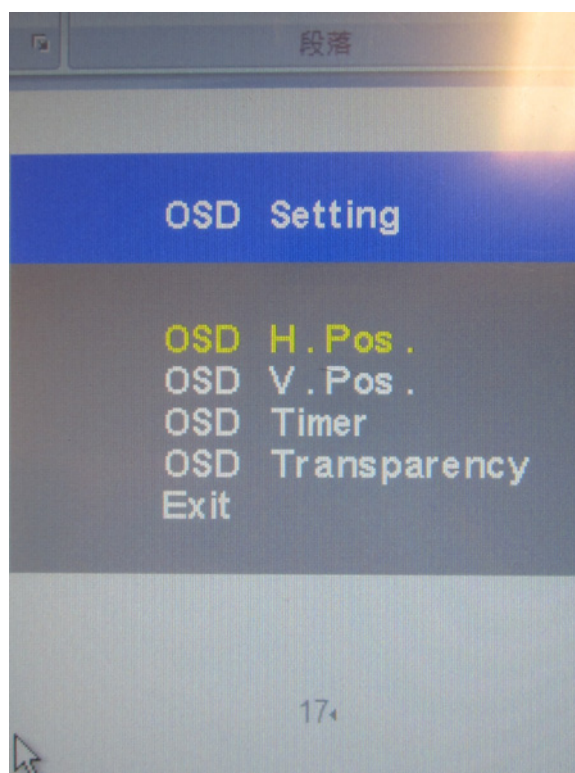 段落
OSD Setting
OSD H.Pos.
OSD V.Pos.
OSD Timer
OSD Transparency
Exit
17